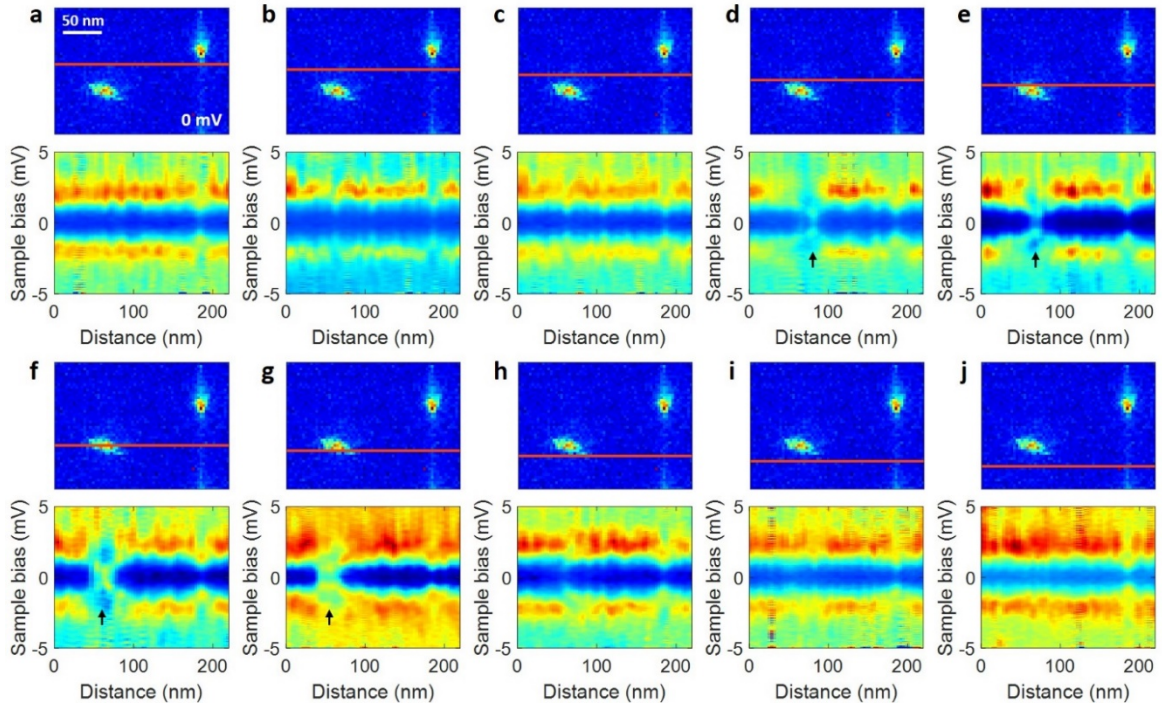 a b c d e
50 nm
0 mV
5 5 5 5 5
Sample bias (mV) Sample bias (mV) Sample bias (mV) Sample bias (mV) Sample bias (mV)
0 0 0 0 0
-5 -5 -5 -5 -5
0 100 200 0 100 200 0 100 200 0 100 200 0 100 200
Distance (nm) Distance (nm) Distance (nm) Distance (nm) Distance (nm)
f g h i j
5 5 5 5 5
Sample bias (mV) Sample bias (mV) Sample bias (mV) Sample bias (mV) Sample bias (mV)
0 0 0 0 0
-5 -5 -5 -5 -5
0 100 200 0 100 200 0 100 200 0 100 200 0 100 200
Distance (nm) Distance (nm) Distance (nm) Distance (nm) Distance (nm)